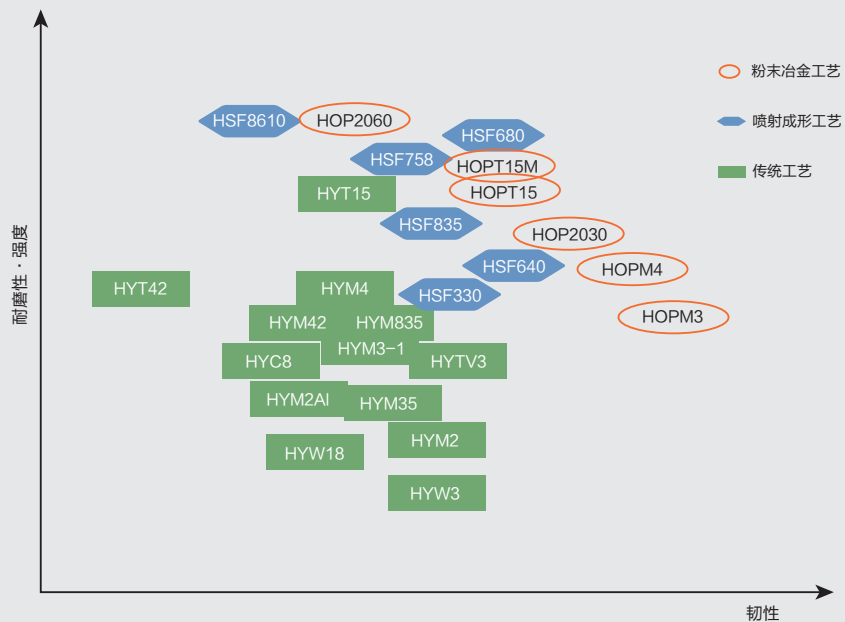 粉末冶金工艺
喷射成形工艺
传统工艺
HSF8610
HOP2060
HSF680
HSF758
HOPT15M
HYT15
HOPT15
HSF835
HOP2030
HSF640
HOPM4
HYT42
HYM4
HSF330
HOPM3
HYM42
HYM835
HYM3-1
HYC8
HYTV3
HYM2Al
HYM35
HYM2
HYW18
HYW3
耐磨性·强度
韧性